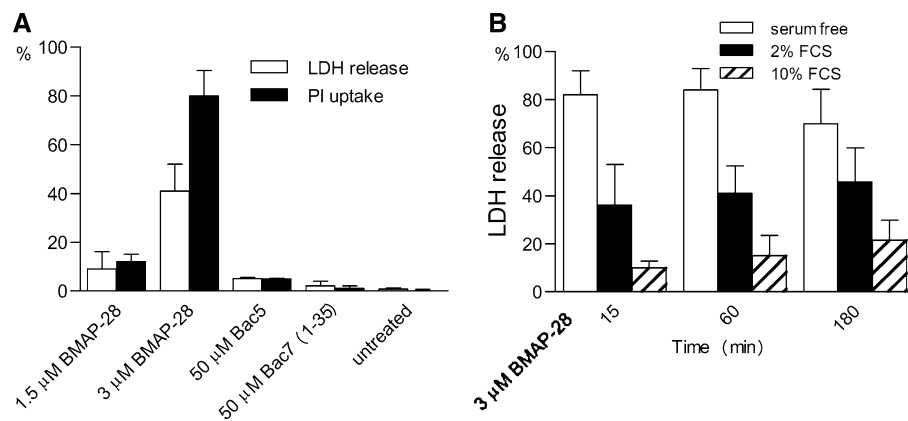 A
%
100
80
60
40
20
0
LDH release
PI uptake
1.5 µM BMAP-28
3 µM BMAP-28
50 µM Bac5
50 µM Bac7 (1-35)
untreated
B
% 100
80
60
40
20
0
LDH release
serum free
2% FCS
10% FCS
3 µM BMAP-28
15
60
180
Time (min)